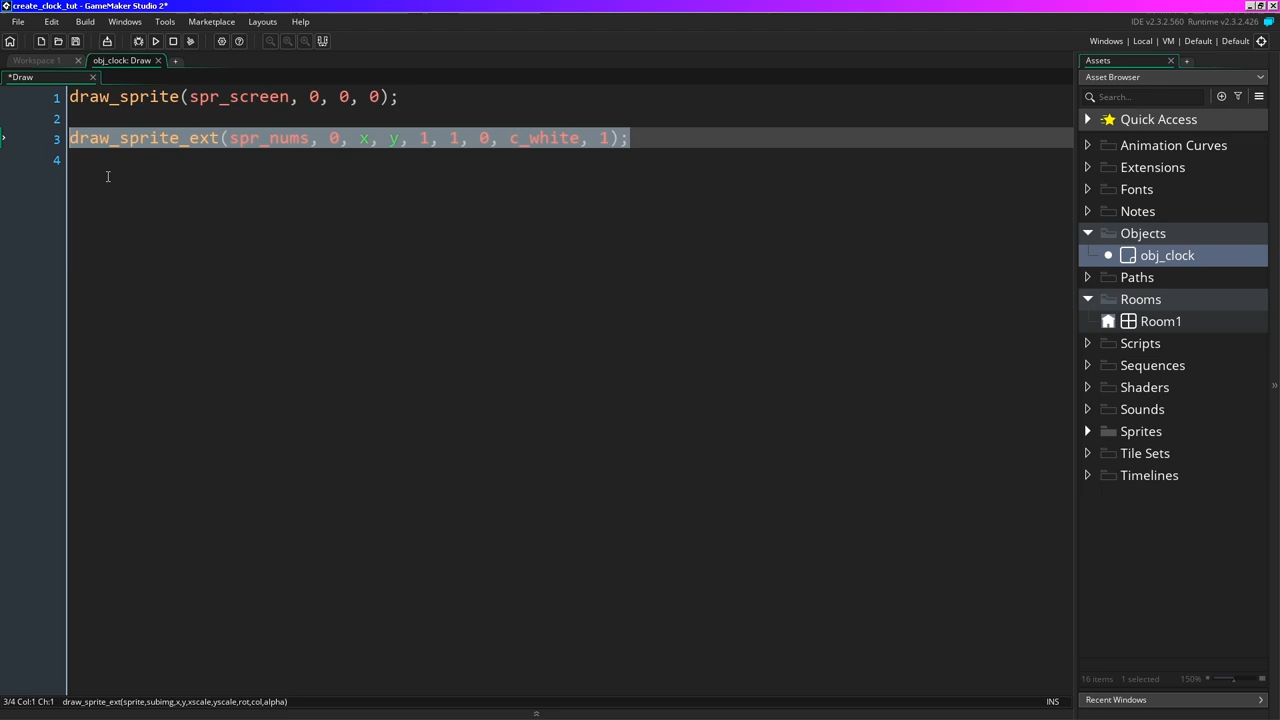 create_clock_tut - GameMaker Studio 2*
File Edit Build Windows Tools Marketplace Layouts Help
IDE v2.3.2.560 Runtime v2.3.2.426
Windows | Local | VM | Default | Default
Workspace 1
obj_clock: Draw
*Draw
1 draw_sprite(spr_screen, 0, 0, 0);
2
3 draw_sprite_ext(spr_nums, 0, x, y, 1, 1, 0, c_white, 1);
4
Assets
Asset Browser
Search...
Quick Access
Animation Curves
Extensions
Fonts
Notes
Objects
obj_clock
Paths
Rooms
Room1
Scripts
Sequences
Shaders
Sounds
Sprites
Tile Sets
Timelines
16 items 1 selected 150%
Recent Windows
3/4 Col:1 Ch:1 draw_sprite_ext(sprite,subimg,x,y,xscale,yscale,rot,col,alpha) INS